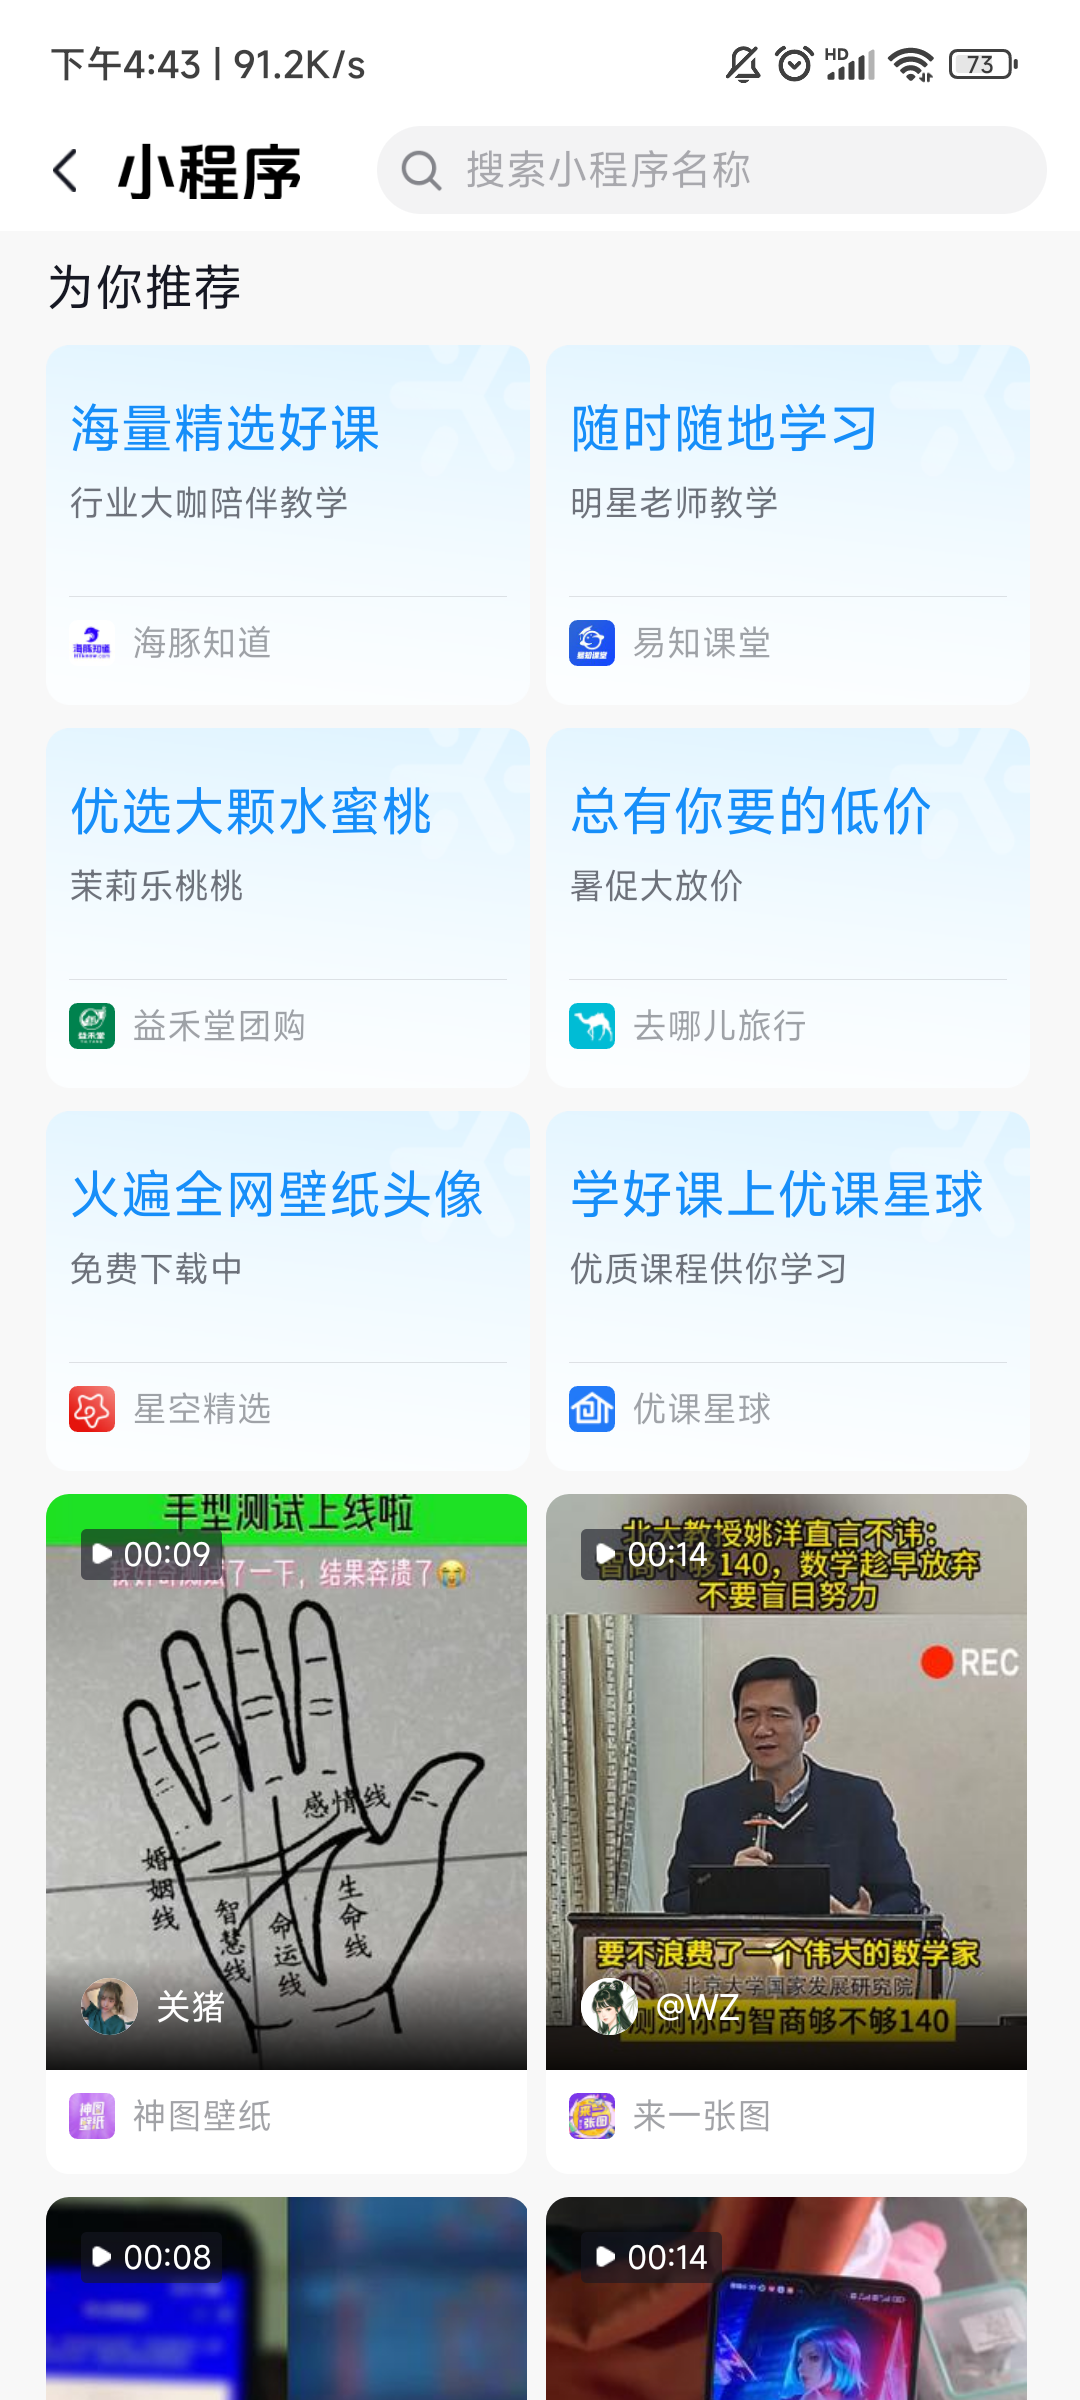 下午4:43 | 91.2K/s
HD
73
小程序
搜索小程序名称
为你推荐
海量精选好课
行业大咖陪伴教学
海豚知道
随时随地学习
明星老师教学
易知课堂
优选大颗水蜜桃
茉莉乐桃桃
益禾堂团购
总有你要的低价
暑促大放价
去哪儿旅行
火遍全网壁纸头像
免费下载中
星空精选
学好课上优课星球
优质课程供你学习
优课星球
手型测试上线啦
00:09
了一下，结果奔溃了😭
感情线
婚姻线
智慧线
命运线
生命线
关猪
神图壁纸
北大教授姚洋直言不讳：
00:14
140，数学趁早放弃
不要盲目努力
REC
要不浪费了一个伟大的数学家
北京大学国家发展研究院
@WZ
测测你的智商够不够140
来一张图
00:08
00:14